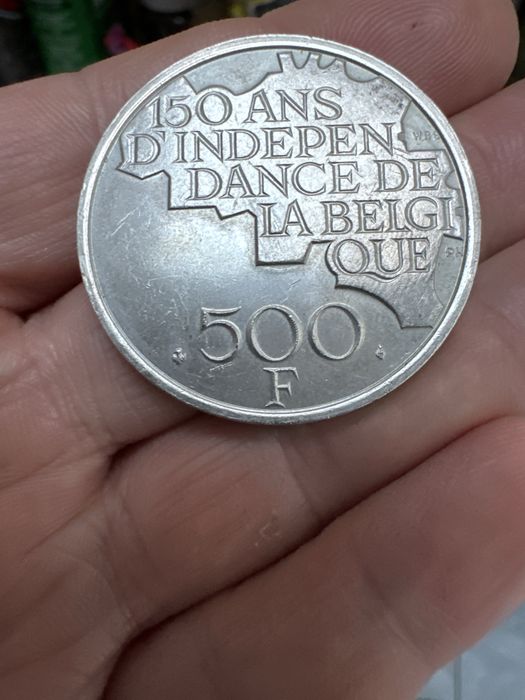 150 ANS
D'INDEPEN
DANCE DE
LA BELGI
QUE
500
F